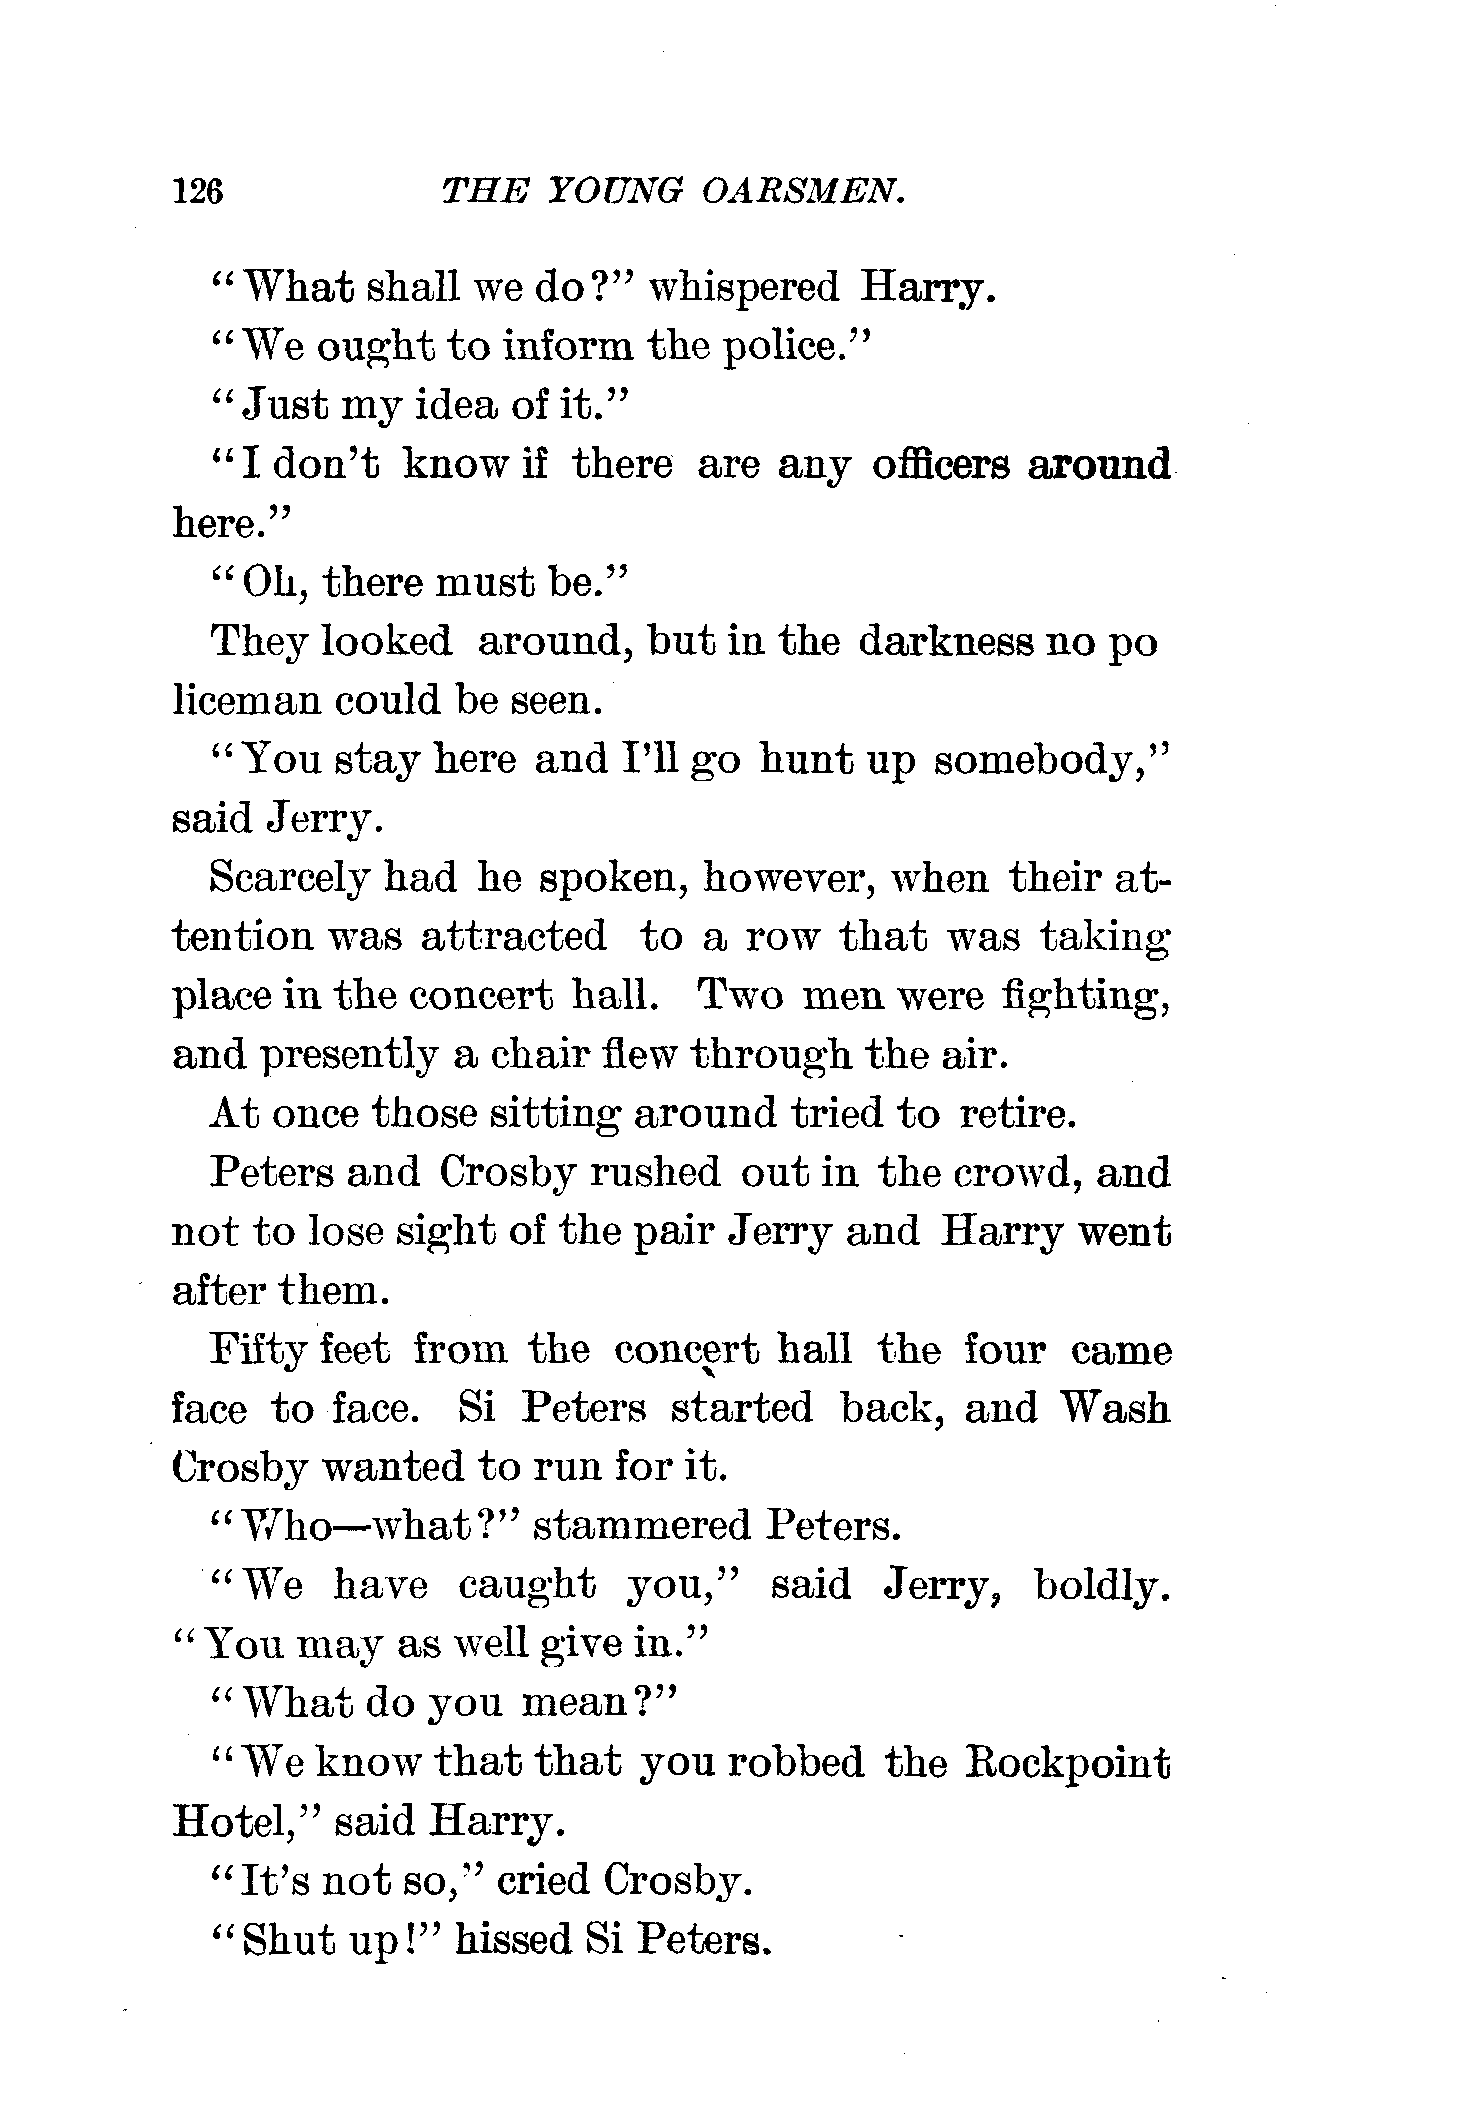 126 THE YOUNG OARSMEN.
“What shall we do?” whispered Harry.
“We ought to inform the police.”
“Just my idea of it.”
“I don't know if there are any officers around
here.”
“Oh, there must be.”
They looked around, but in the darkness no po
liceman could be seen.
“You stay here and I'll go hunt up somebody,”
said Jerry.
Scarcely had he spoken, however, when their at-
tention was attracted to a row that was taking
place in the concert hall. Two men were fighting,
and presently a chair flew through the air.
At once those sitting around tried to retire.
Peters and Crosby rushed out in the crowd, and
not to lose sight of the pair Jerry and Harry went
after them.
Fifty feet from the concert hall the four came
face to face. Si Peters started back, and Wash
Crosby wanted to run for it.
“Who—what?” stammered Peters.
“We have caught you,” said Jerry, boldly.
“You may as well give in.”
“What do you mean?”
“We know that that you robbed the Rockpoint
Hotel,” said Harry.
“It's not so,” cried Crosby.
“Shut up!” hissed Si Peters.